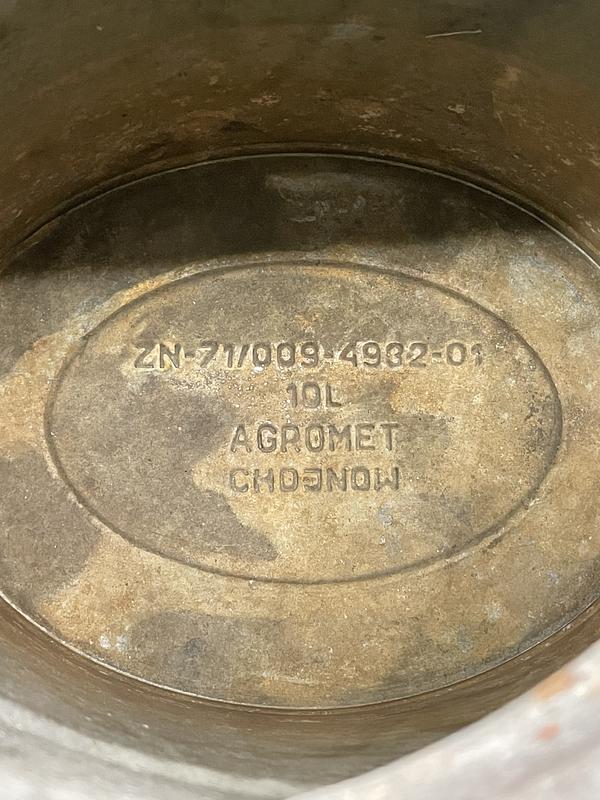 ZN-71/009-4932-01
10L
AGROMET
CHOJNOW